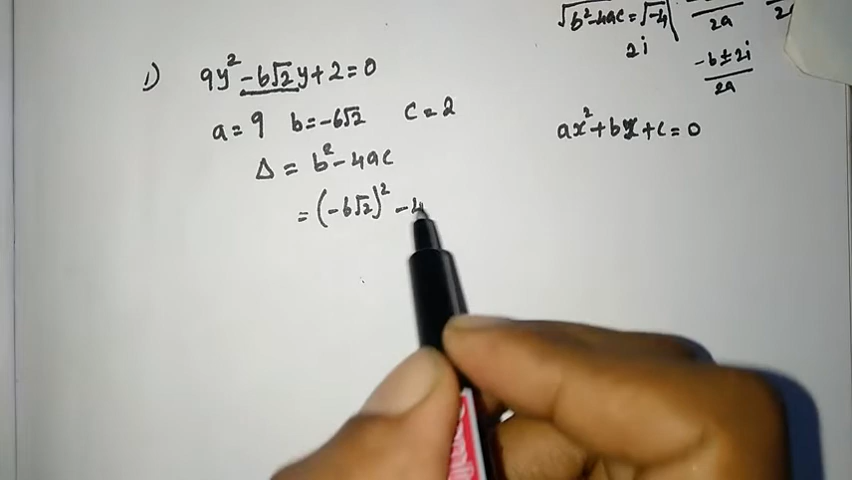 1) 9y² - 6√2y + 2 = 0
a = 9 b = -6√2 c = 2
Δ = b² - 4ac
= (-6√2)² - 4
√b²-4ac = √-4
2i
2a
-b ± 2i
2a
ax² + bx + c = 0